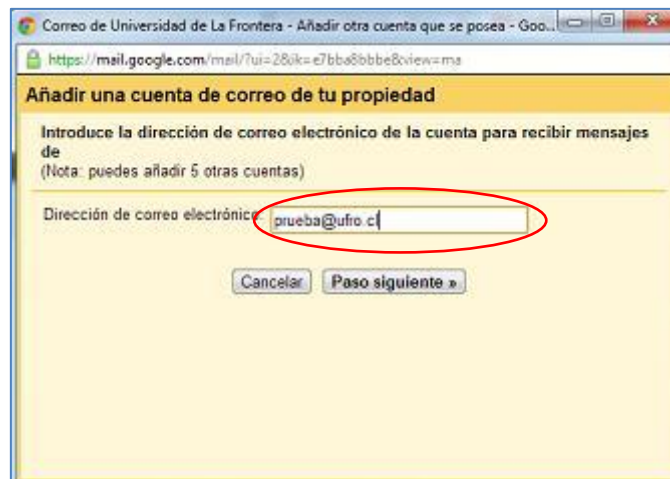 Correo de Universidad de La Frontera - Añadir otra cuenta que se posea - Goo...
https://mail.google.com/mail/?ui=2&ik=e7bba8bbbe&view=ma
Añadir una cuenta de correo de tu propiedad
Introduce la dirección de correo electrónico de la cuenta para recibir mensajes
de
(Nota: puedes añadir 5 otras cuentas)
Dirección de correo electrónico: prueba@ufro.cl
Cancelar Paso siguiente »